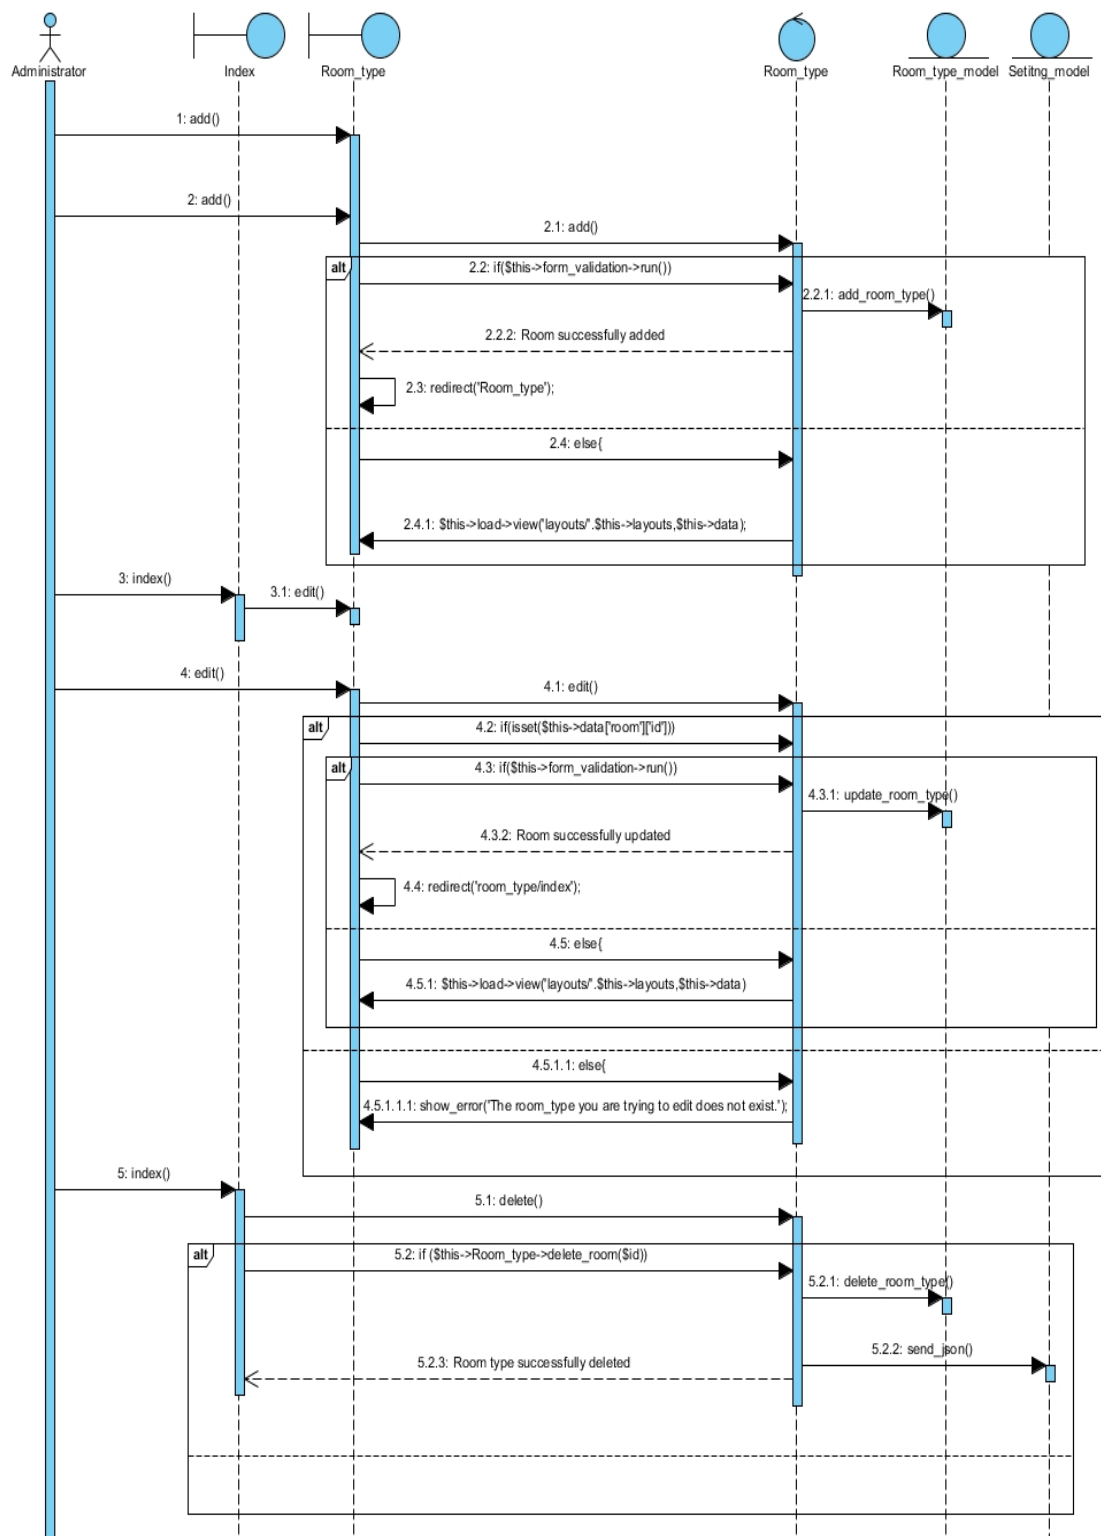 Administrator
Index
Room_type
Room_type
Room_type_model
Setitng_model
1: add()
2: add()
2.1: add()
alt
2.2: if($this->form_validation->run())
2.2.1: add_room_type()
2.2.2: Room successfully added
2.3: redirect('Room_type');
2.4: else{
2.4.1: $this->load->view('layouts/'.$this->layouts,$this->data);
3: index()
3.1: edit()
4: edit()
4.1: edit()
alt
4.2: if(isset($this->data['room']['id']))
alt
4.3: if($this->form_validation->run())
4.3.1: update_room_type()
4.3.2: Room successfully updated
4.4: redirect('room_type/index');
4.5: else{
4.5.1: $this->load->view('layouts/'.$this->layouts,$this->data)
4.5.1.1: else{
4.5.1.1.1: show_error('The room_type you are trying to edit does not exist.');
5: index()
5.1: delete()
alt
5.2: if ($this->Room_type->delete_room($id))
5.2.1: delete_room_type()
5.2.2: send_json()
5.2.3: Room type successfully deleted